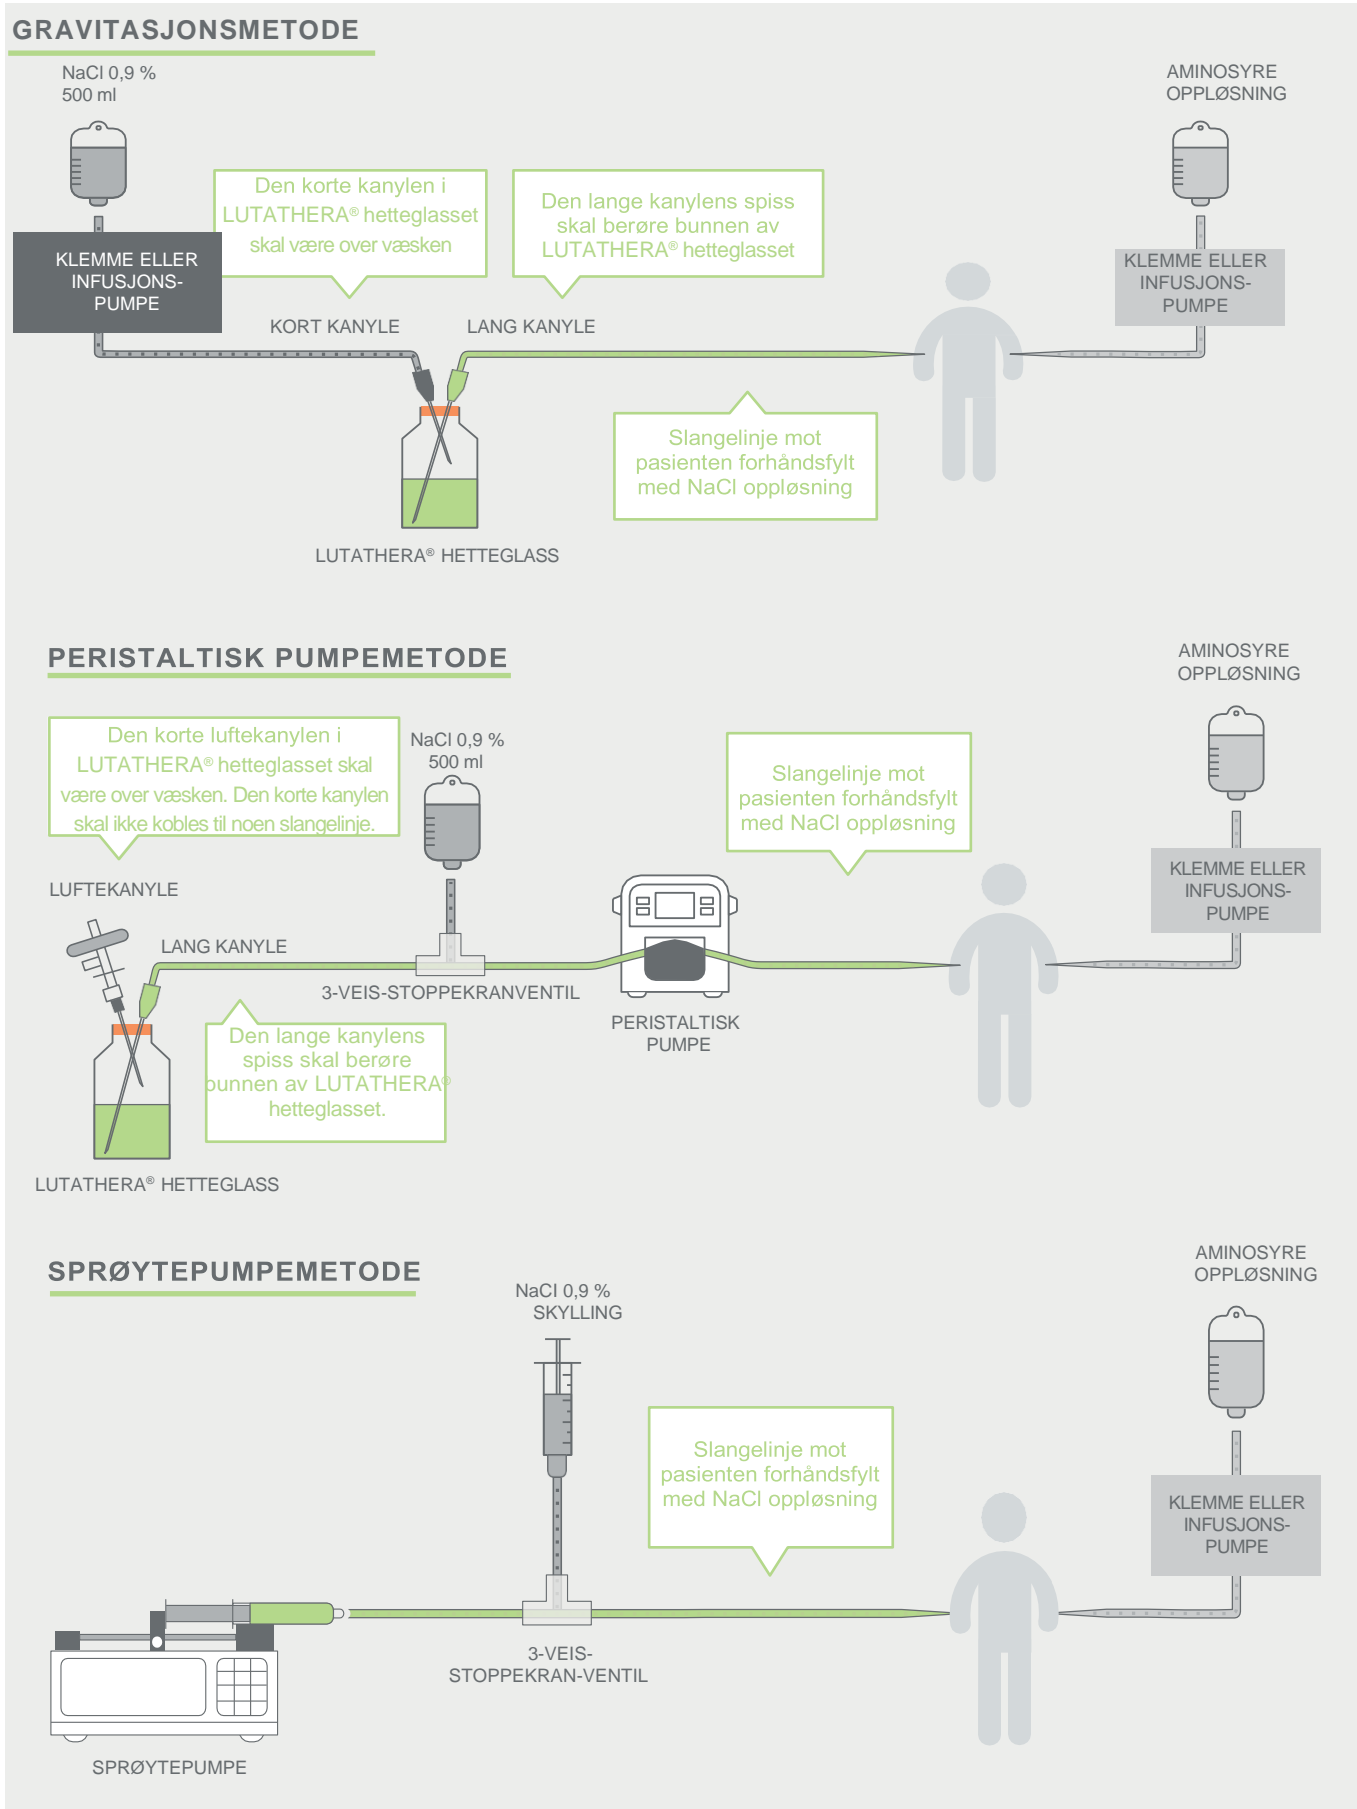 GRAVITASJONSMETODE
NaCl 0,9 %
500 ml
AMINOSYRE
OPPLØSNING
Den korte kanylen i
LUTATHERA® hetteglasset
skal være over væsken
Den lange kanylens spiss
skal berøre bunnen av
LUTATHERA® hetteglasset
KLEMME ELLER
INFUSJONS-
PUMPE
KLEMME ELLER
INFUSJONS-
PUMPE
KORT KANYLE
LANG KANYLE
Slangelinje mot
pasienten forhåndsfylt
med NaCl oppløsning
LUTATHERA® HETTEGLASS
PERISTALTISK PUMPEMETODE
AMINOSYRE
OPPLØSNING
Den korte luftekanylen i
LUTATHERA® hetteglasset skal
være over væsken. Den korte kanylen
skal ikke kobles til noen slangelinje.
NaCl 0,9 %
500 ml
Slangelinje mot
pasienten forhåndsfylt
med NaCl oppløsning
KLEMME ELLER
INFUSJONS-
PUMPE
LUFTEKANYLE
LANG KANYLE
3-VEIS-STOPPEKRANVENTIL
PERISTALTISK
PUMPE
Den lange kanylens
spiss skal berøre
bunnen av LUTATHERA®
hetteglasset.
LUTATHERA® HETTEGLASS
SPRØYTEPUMPEMETODE
NaCl 0,9 %
SKYLLING
AMINOSYRE
OPPLØSNING
Slangelinje mot
pasienten forhåndsfylt
med NaCl oppløsning
KLEMME ELLER
INFUSJONS-
PUMPE
3-VEIS-
STOPPEKRAN-VENTIL
SPRØYTEPUMPE